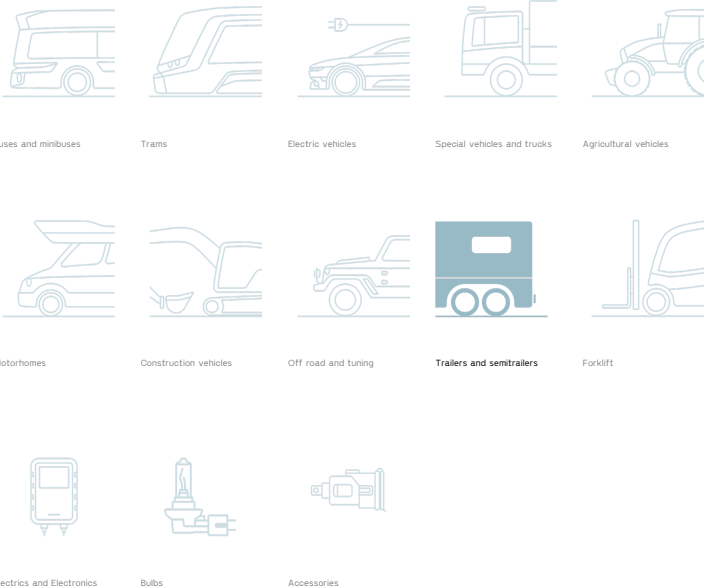 uses and minibuses
Trams
Electric vehicles
Special vehicles and trucks
Agricultural vehicles
otorhomes
Construction vehicles
Off road and tuning
Trailers and semitrailers
Forklift
ectrics and Electronics
Bulbs
Accessories